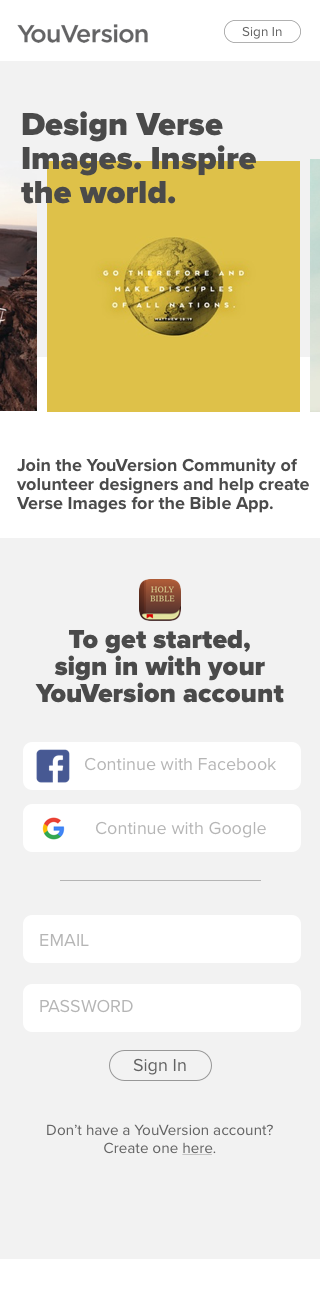 YouVersion
Sign In
Design Verse
Images. Inspire
the world.
GO THEREFORE AND
MAKE DISCIPLES
OF ALL NATIONS.
Join the YouVersion Community of
volunteer designers and help create
Verse Images for the Bible App.
HOLY
BIBLE
To get started,
sign in with your
YouVersion account
Continue with Facebook
Continue with Google
EMAIL
PASSWORD
Sign In
Don’t have a YouVersion account?
Create one here.